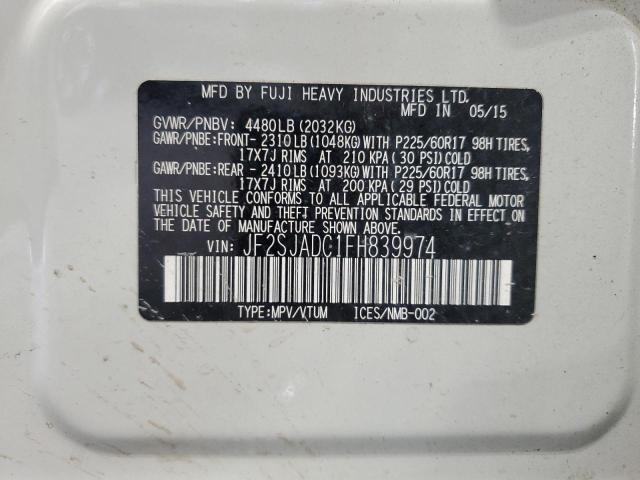 MFD BY FUJI HEAVY INDUSTRIES LTD.
MFD IN 05/15
GVWR/PNBV: 4480LB(2032KG)
GAWR/PNBE:FRONT- 2310LB(1048KG)WITH P225/60R17 98H TIRES,
17X7J RIMS AT 210 KPA( 30 PSI)COLD
GAWR/PNBE:REAR - 2410LB(1093KG)WITH P225/60R17 98H TIRES,
17X7J RIMS AT 200 KPA( 29 PSI)COLD
THIS VEHICLE CONFORMS TO ALL APPLICABLE FEDERAL MOTOR
VEHICLE SAFETY, BUMPER,
AND THEFT PREVENTION STANDARDS IN EFFECT ON
THE DATE OF MANUFACTURE SHOWN ABOVE.
VIN: JF2SJADC1FH839974
TYPE:MPV/VTUM ICES/NMB-002